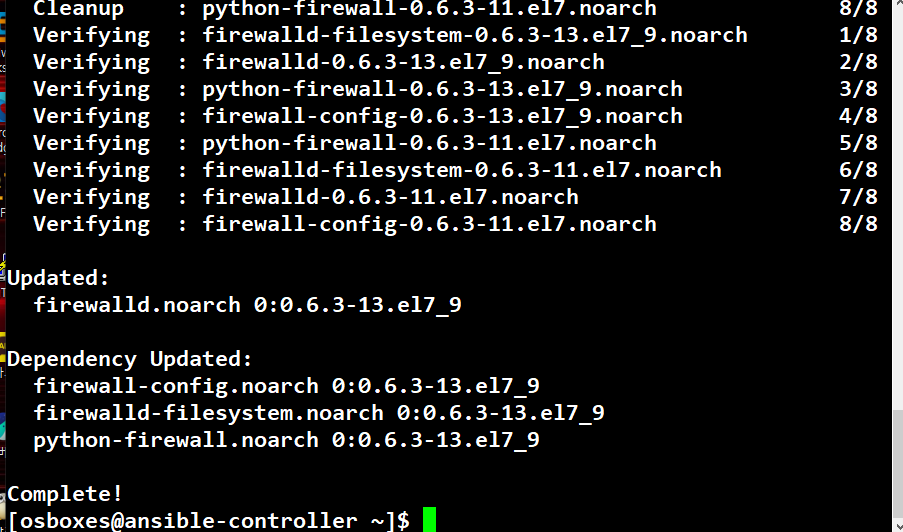 Cleanup : python-firewall-0.6.3-11.el7.noarch 8/8
Verifying : firewalld-filesystem-0.6.3-13.el7_9.noarch 1/8
Verifying : firewalld-0.6.3-13.el7_9.noarch 2/8
Verifying : python-firewall-0.6.3-13.el7_9.noarch 3/8
Verifying : firewall-config-0.6.3-13.el7_9.noarch 4/8
Verifying : python-firewall-0.6.3-11.el7.noarch 5/8
Verifying : firewalld-filesystem-0.6.3-11.el7.noarch 6/8
Verifying : firewalld-0.6.3-11.el7.noarch 7/8
Verifying : firewall-config-0.6.3-11.el7.noarch 8/8
Updated:
firewalld.noarch 0:0.6.3-13.el7_9
Dependency Updated:
firewall-config.noarch 0:0.6.3-13.el7_9
firewalld-filesystem.noarch 0:0.6.3-13.el7_9
python-firewall.noarch 0:0.6.3-13.el7_9
Complete!
[osboxes@ansible-controller ~]$